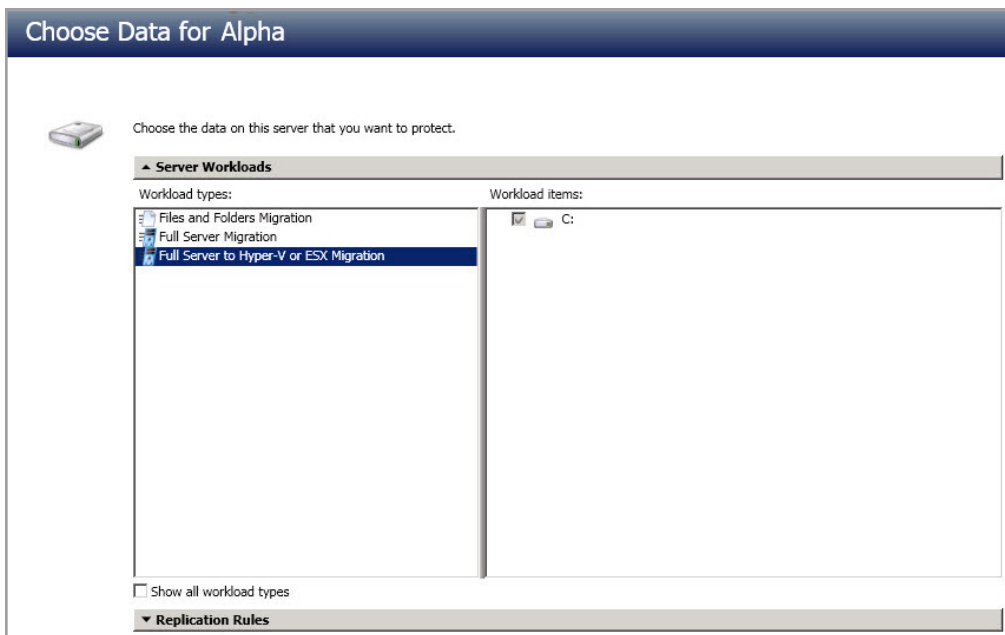 Choose Data for Alpha
Choose the data on this server that you want to protect.
Server Workloads
Workload types:
Workload items:
Files and Folders Migration
Full Server Migration
Full Server to Hyper-V or ESX Migration
C:
Show all workload types
Replication Rules